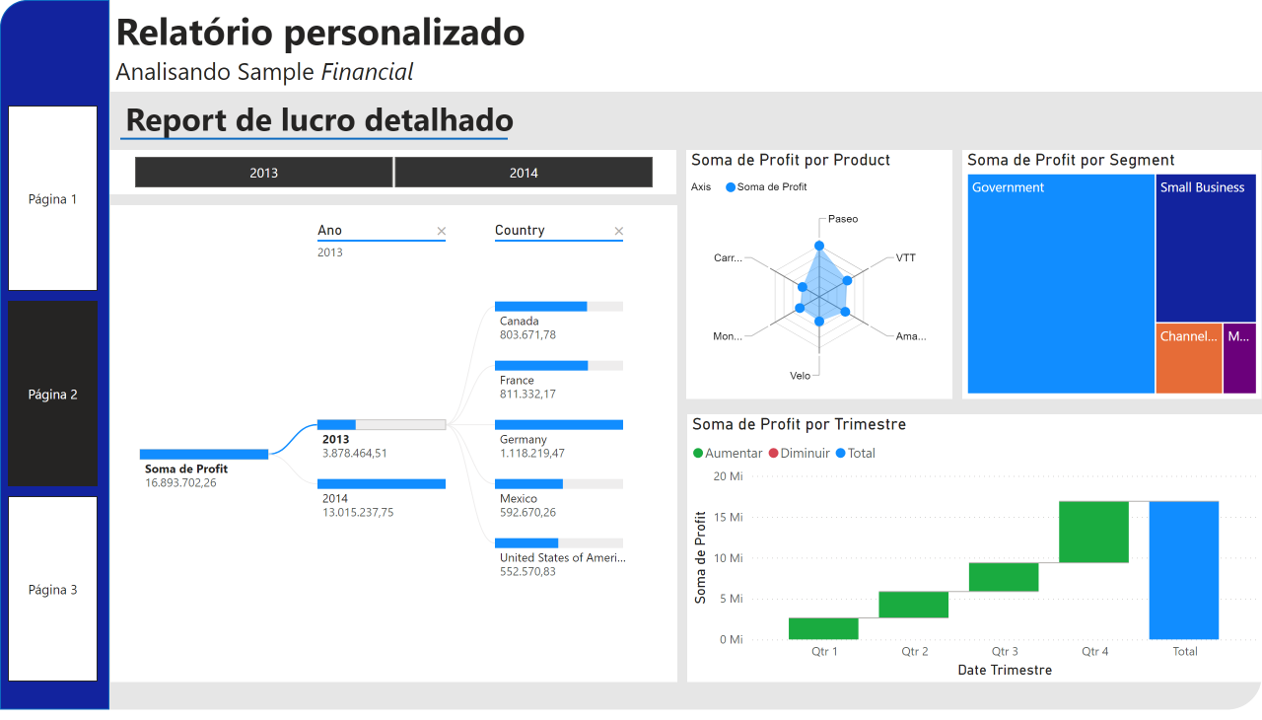 Relatório personalizado
Analisando Sample Financial
Página 1
Página 2
Página 3
Report de lucro detalhado
2013
2014
Ano
2013
Country
Soma de Profit
16.893.702,26
2013
3.878.464,51
2014
13.015.237,75
Canada
803.671,78
France
811.332,17
Germany
1.118.219,47
Mexico
592.670,26
United States of Ameri...
552.570,83
Soma de Profit por Product
Axis
Soma de Profit
Paseo
VTT
Ama...
Velo
Mon...
Carr...
Soma de Profit por Segment
Government
Small Business
Channel...
M...
Soma de Profit por Trimestre
Aumentar
Diminuir
Total
Soma de Profit
20 Mi
15 Mi
10 Mi
5 Mi
0 Mi
Qtr 1
Qtr 2
Qtr 3
Qtr 4
Total
Date Trimestre